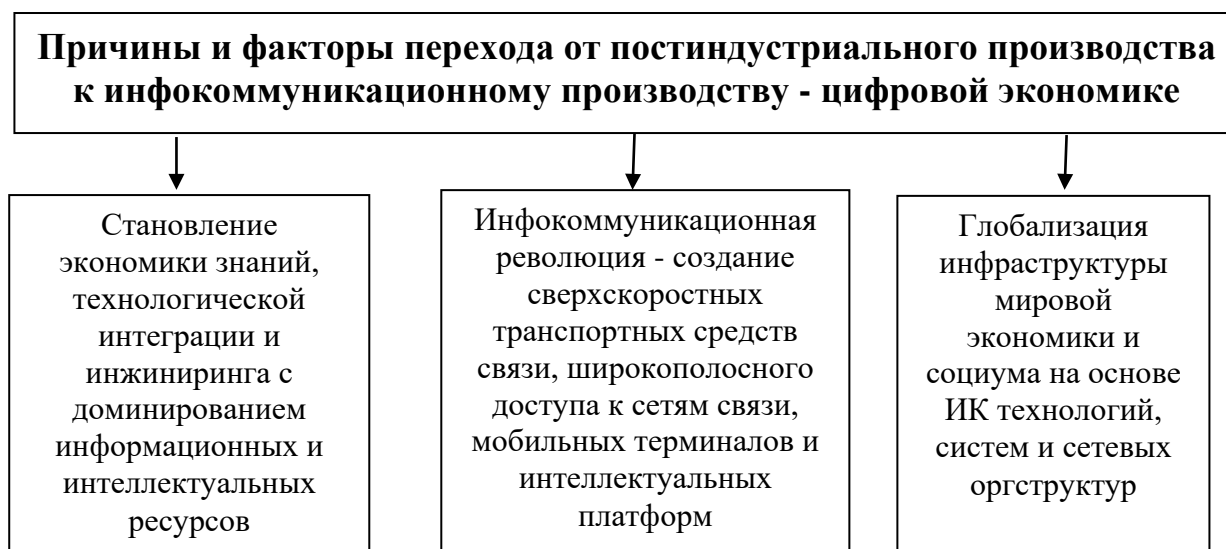 Причины и факторы перехода от постиндустриального производства
к инфокоммуникационному производству - цифровой экономике
Становление
экономики знаний,
технологической
интеграции и
инжиниринга с
доминированием
информационных и
интеллектуальных
ресурсов
Инфокоммуникационная
революция - создание
сверхскоростных
транспортных средств
связи, широкополосного
доступа к сетям связи,
мобильных терминалов и
интеллектуальных
платформ
Глобализация
инфраструктуры
мировой
экономики и
социума на основе
ИК технологий,
систем и сетевых
оргструктур